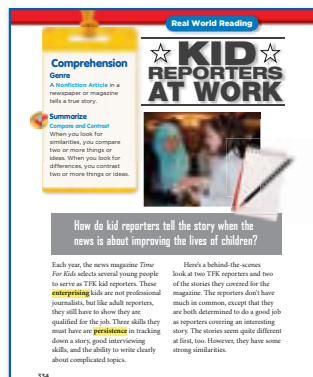 Real World Reading
Comprehension
Genre
A Nonfiction Article in a
newspaper or magazine
tells a true story.
Summarize
Compare and Contrast
When you look for
similarities, you compare
two or more things or
ideas. When you look for
differences, you contrast
two or more things or ideas.
KID
REPORTERS
AT WORK
How do kid reporters tell the story when the
news is about improving the lives of children?
Each year, the news magazine Time
For Kids selects several young people
to serve as TFK kid reporters. These
enterprising kids are not professional
journalists, but like adult reporters,
they still have to show they are
qualified for the job. Three skills they
must have are persistence in tracking
down a story, good interviewing
skills, and the ability to write clearly
about complicated topics.
Here's a behind-the-scenes
look at two TFK reporters and two
of the stories they covered for the
magazine. The reporters don't have
much in common, except that they
are both determined to do a good job
as reporters covering an interesting
story. The stories seem quite different
at first, too. However, they have some
strong similarities.
334